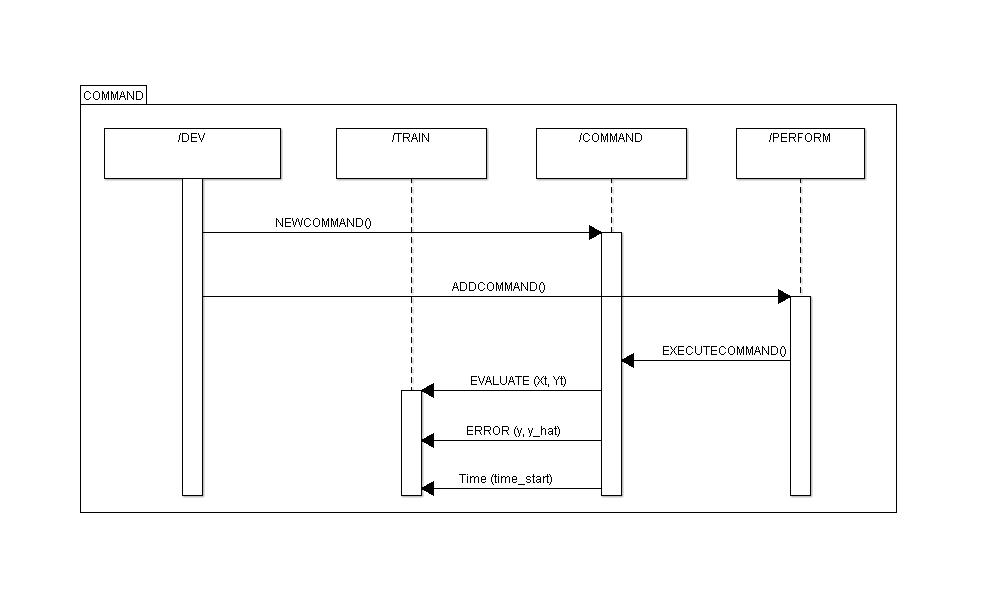 COMMAND
/DEV
/TRAIN
/COMMAND
/PERFORM
NEWCOMMAND()
ADDCOMMAND()
EXECUTECOMMAND()
EVALUATE (Xt, Yt)
ERROR (y, y_hat)
Time (time_start)